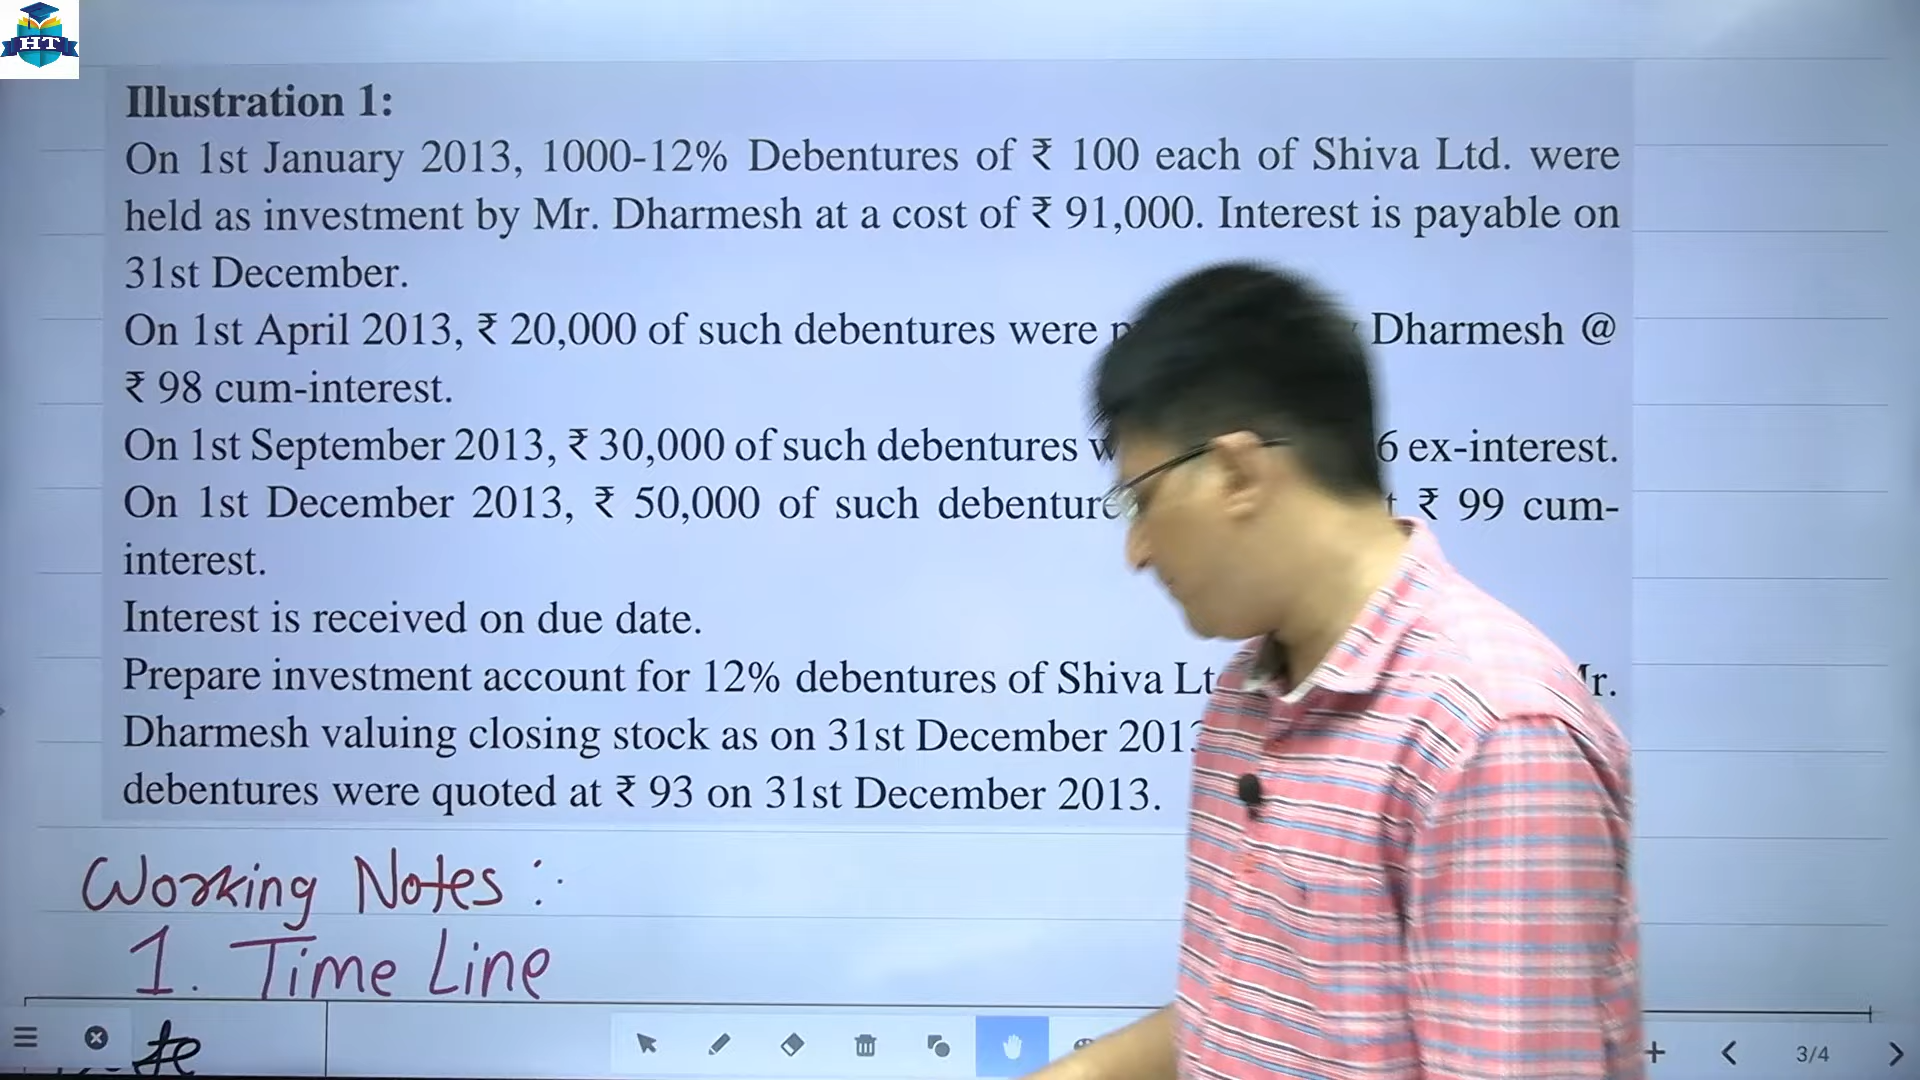 HT
Illustration 1:
On 1st January 2013, 1000-12% Debentures of ₹ 100 each of Shiva Ltd. were
held as investment by Mr. Dharmesh at a cost of ₹ 91,000. Interest is payable on
31st December.
On 1st April 2013, ₹ 20,000 of such debentures were Dharmesh @
₹ 98 cum-interest.
On 1st September 2013, ₹ 30,000 of such debentures 6 ex-interest.
On 1st December 2013, ₹ 50,000 of such ₹ 99 cum-
interest.
Interest is received on due date.
Prepare investment account for 12% debentures of Shiva
Dharmesh valuing closing stock as on 31st December
debentures were quoted at ₹ 93 on 31st December 2013.
Working Notes :
1. Time Line
3/4